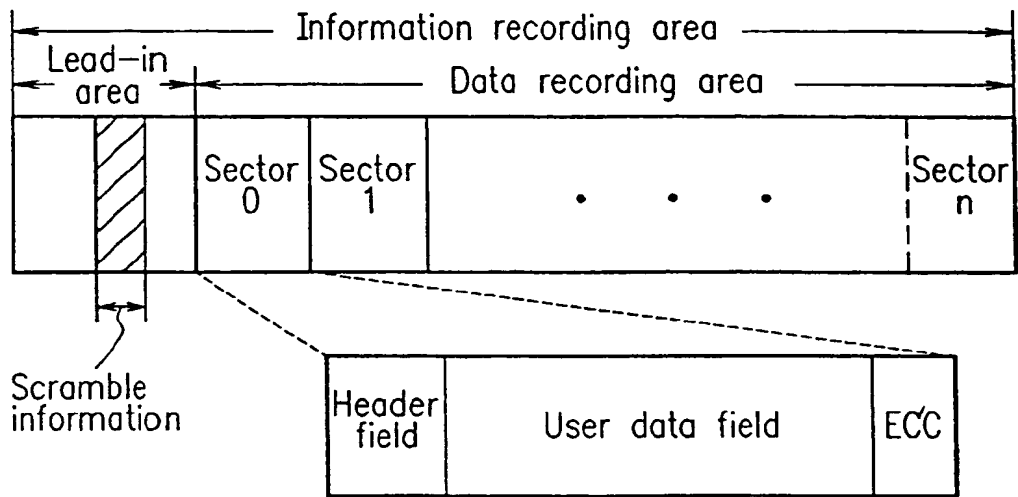 Information recording area
Lead-in
area
Data recording area
Sector
0
Sector
1
Sector
n
Scramble
information
Header
field
User data field
ECC